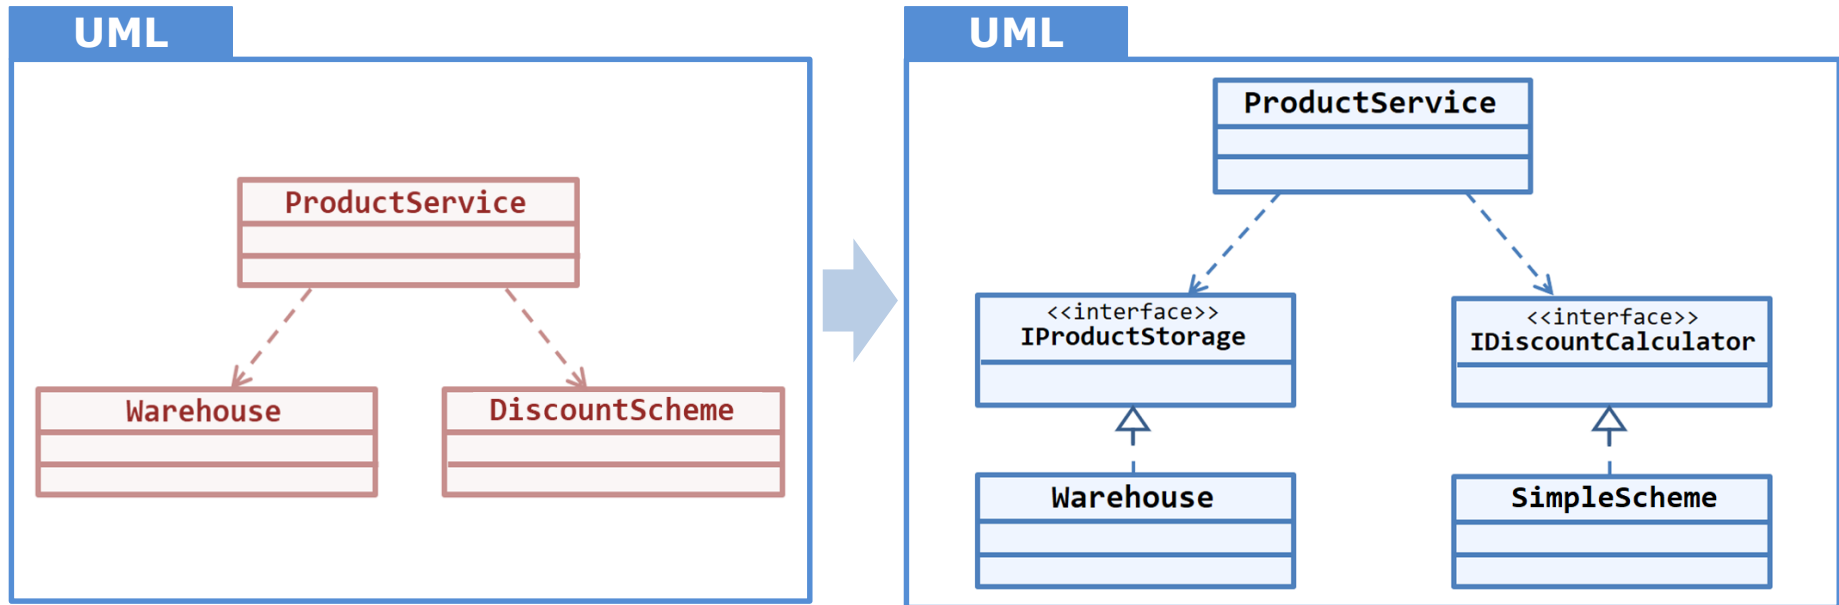 UML
ProductService
Warehouse
DiscountScheme
UML
ProductService
<<interface>>
IProductStorage
<<interface>>
IDiscountCalculator
Warehouse
SimpleScheme